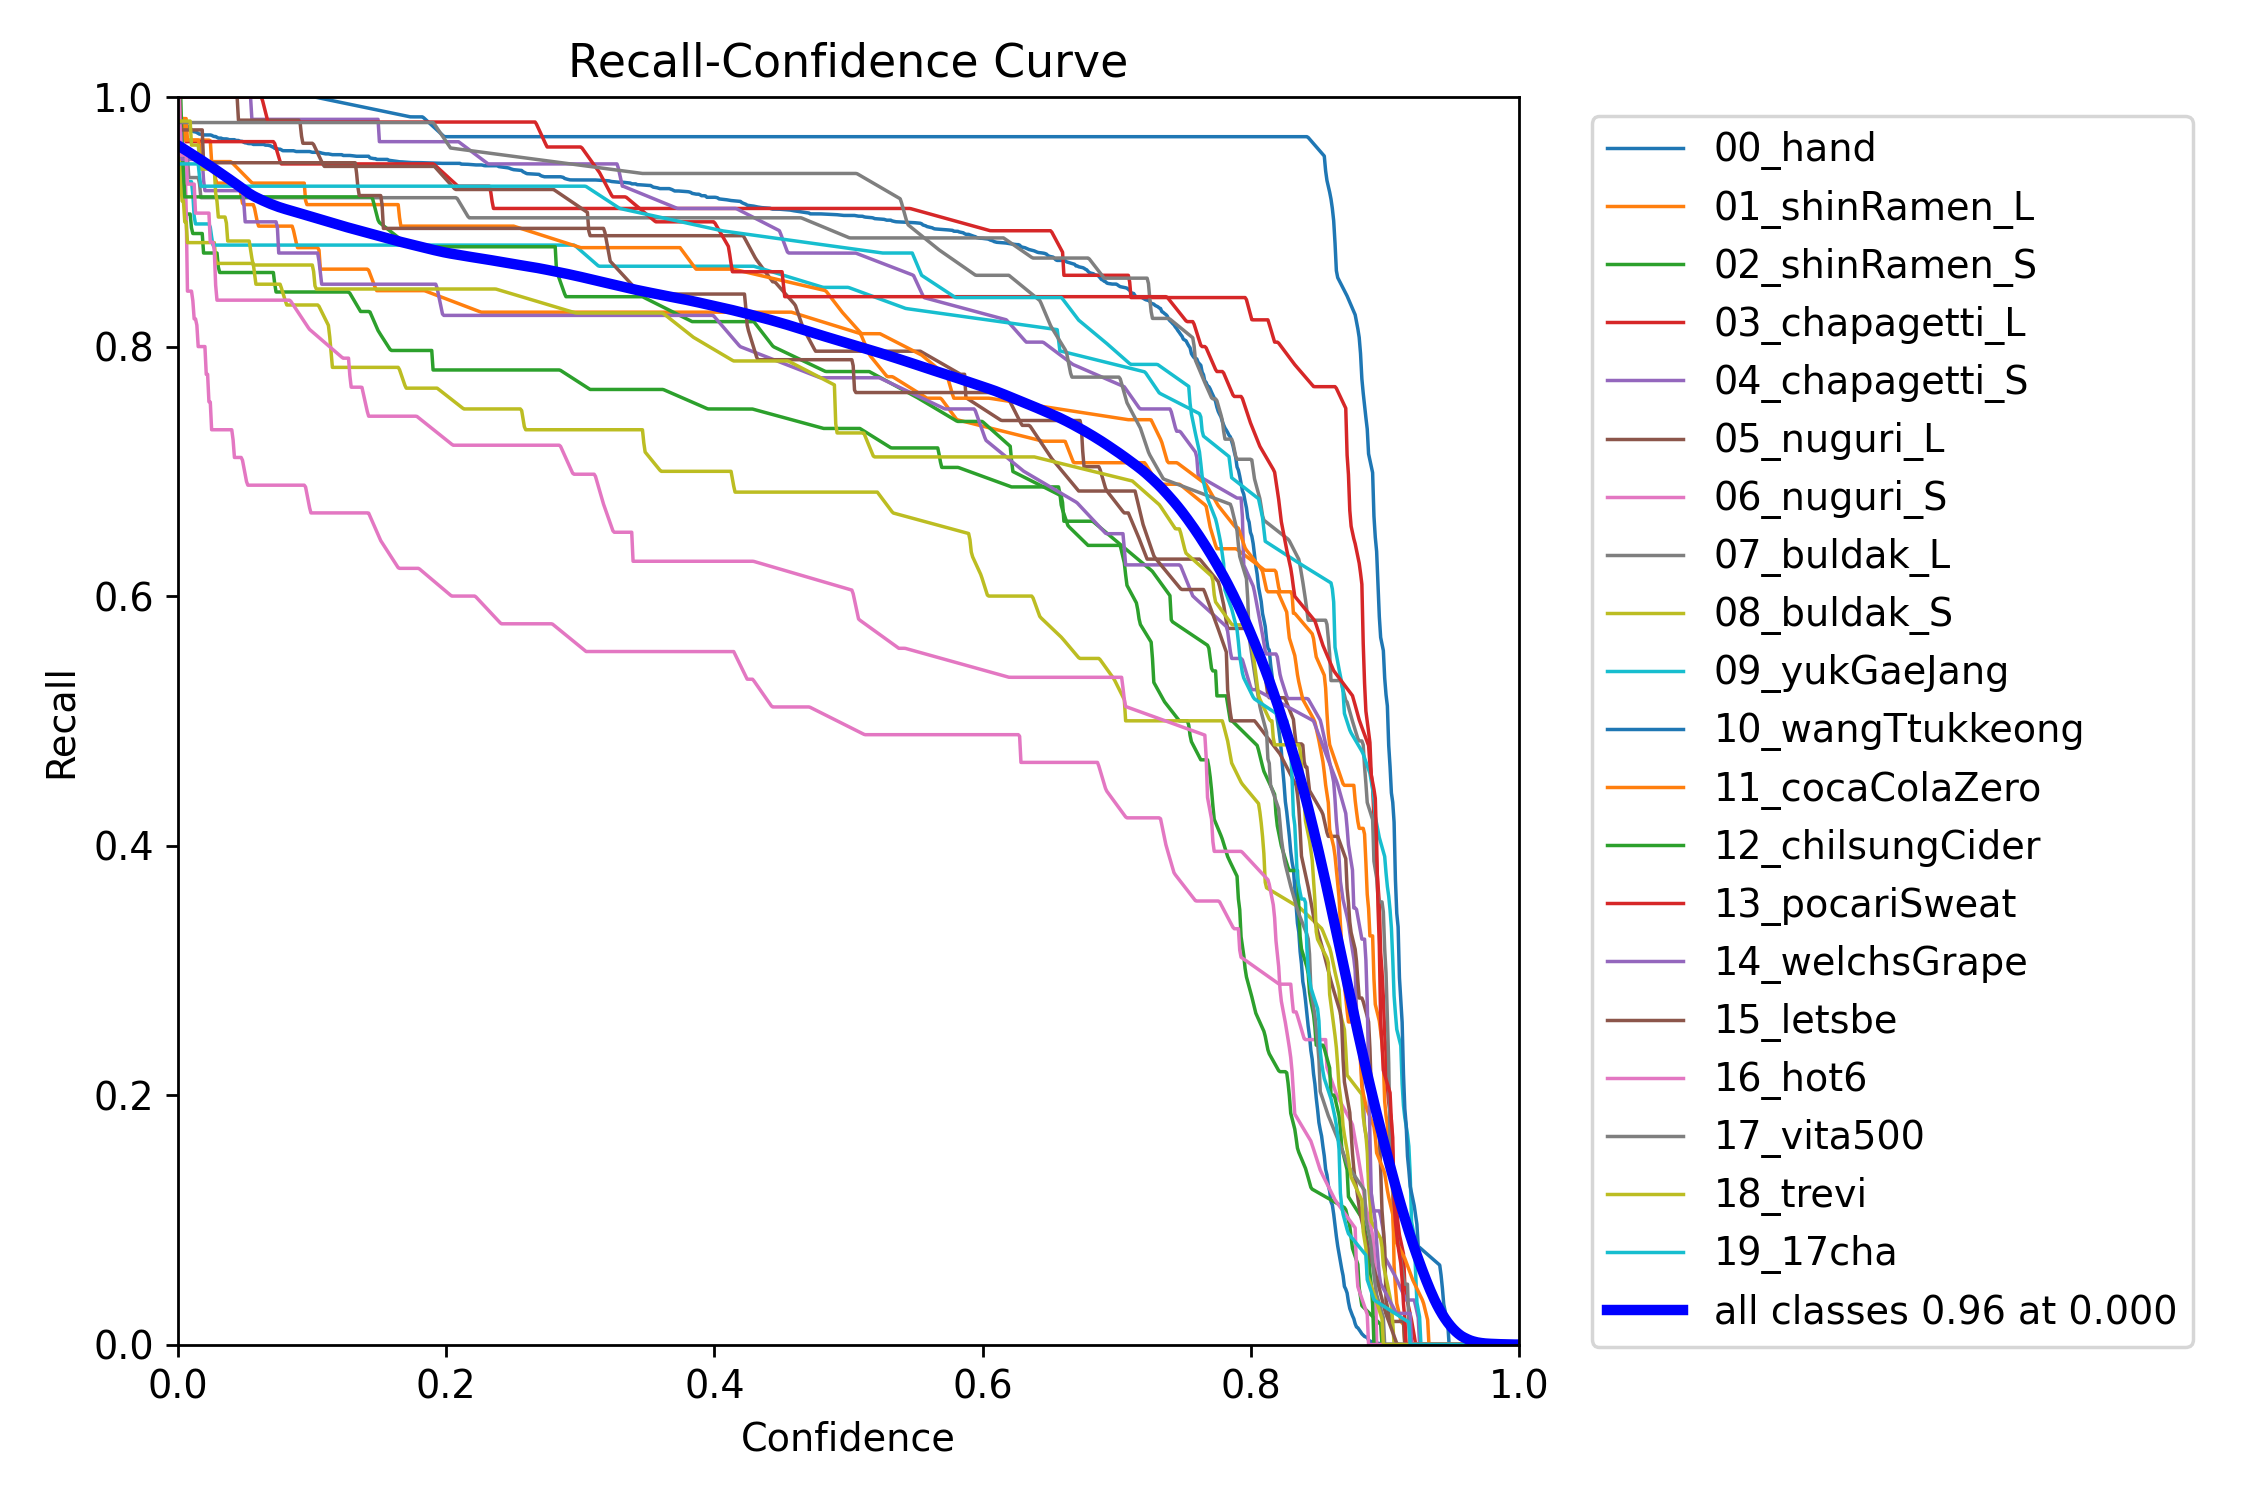 Recall-Confidence Curve
1.0
0.8
0.6
0.4
0.2
0.0
Recall
0.0 0.2 0.4 0.6 0.8 1.0
Confidence
00_hand
01_shinRamen_L
02_shinRamen_S
03_chapagetti_L
04_chapagetti_S
05_nuguri_L
06_nuguri_S
07_buldak_L
08_buldak_S
09_yukGaeJang
10_wangTtukkeong
11_cocaColaZero
12_chilsungCider
13_pocariSweat
14_welchsGrape
15_letsbe
16_hot6
17_vita500
18_trevi
19_17cha
all classes 0.96 at 0.000